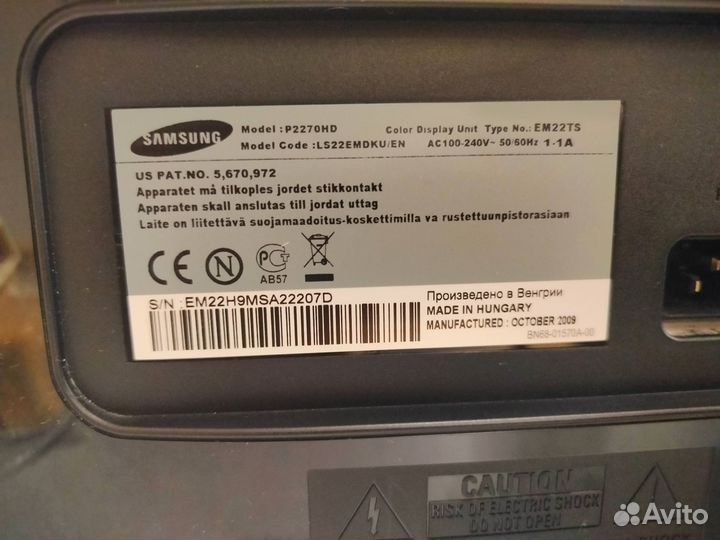 SAMSUNG
Model: P2270HD Color Display Unit Type No.: EM22TS
Model Code: LS22EMDKU/EN AC100-240V~ 50/60Hz 1.1A
US PAT.NO. 5,670,972
Apparatet må tilkoples jordet stikkontakt
Apparaten skall anslutas till jordat uttag
Laite on liitettävä suojamaadoitus-koskettimilla va rustettuunpistorasiaan
CE N
AB57
S/N : EM22H9MSA22207D
Произведено в Венгрии
MADE IN HUNGARY
MANUFACTURED : OCTOBER 2009
BN68-01570A-00
CAUTION
RISK OF ELECTRIC SHOCK
DO NOT OPEN
SHOCK
Avito